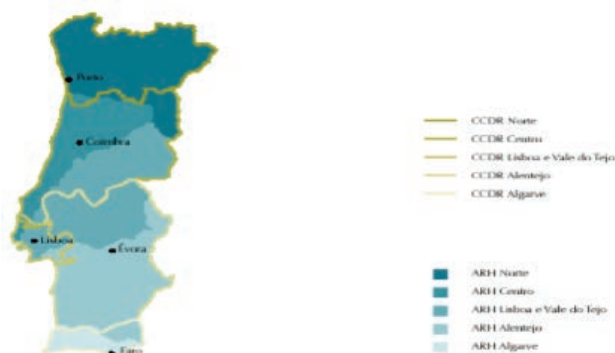 Porto
Coimbra
Lisboa
Évora
Faro
CCDR Norte
CCDR Centro
CCDR Lisboa e Vale do Tejo
CCDR Alentejo
CCDR Algarve
ARH Norte
ARH Centro
ARH Lisboa e Vale do Tejo
ARH Alentejo
ARH Algarve